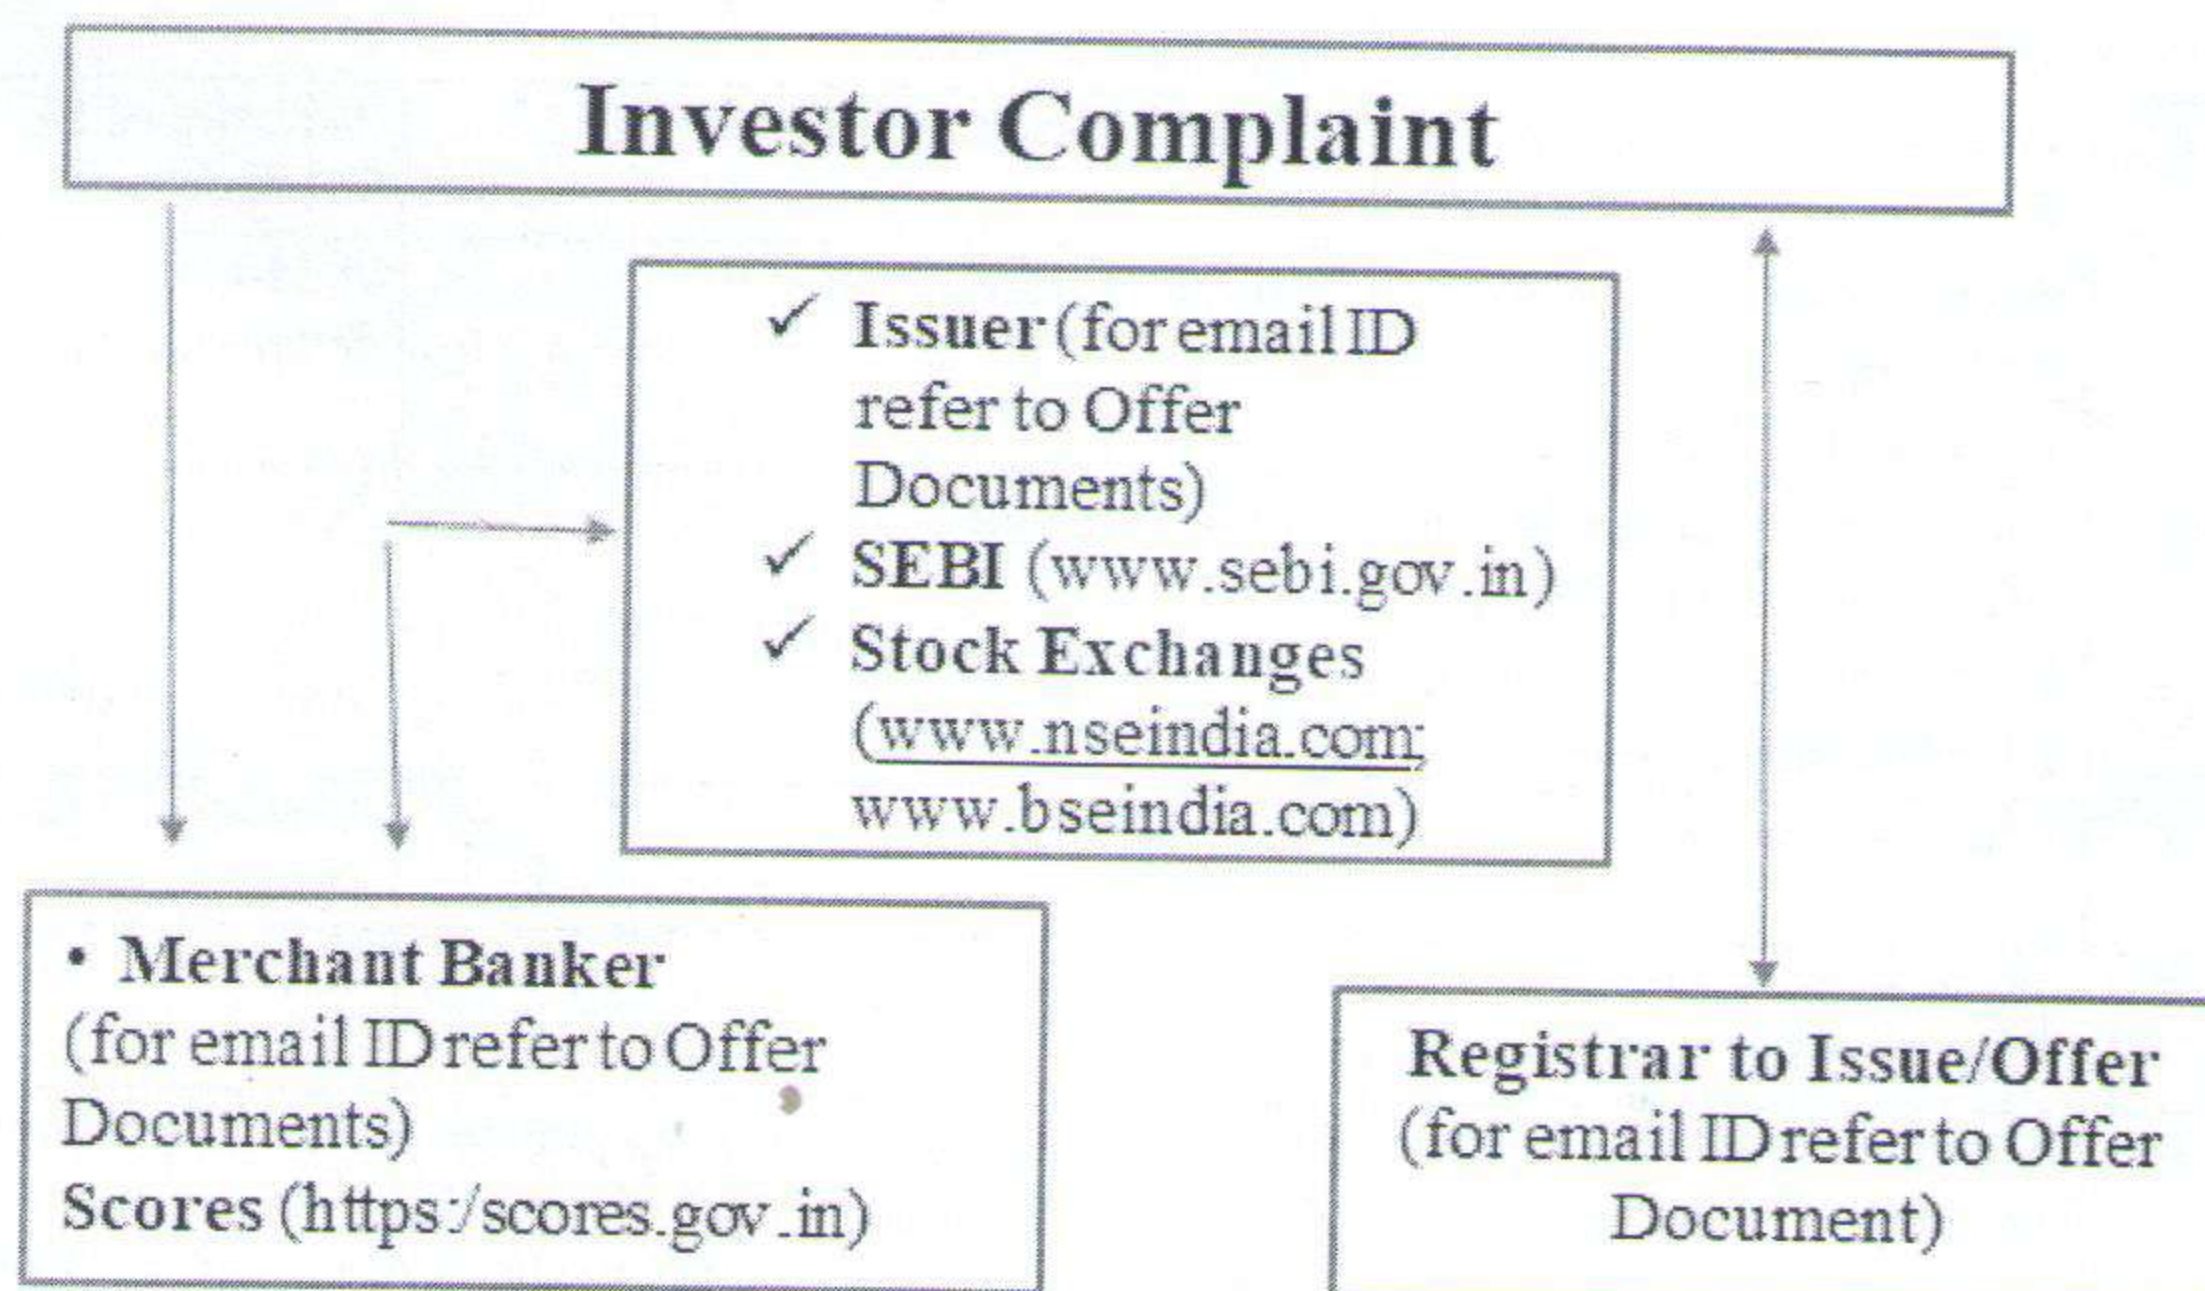 Investor Complaint
✓ Issuer (for email ID
refer to Offer
Documents)
✓ SEBI (www.sebi.gov.in)
✓ Stock Exchanges
(www.nseindia.com;
www.bseindia.com)
• Merchant Banker
(for email ID refer to Offer
Documents)
Scores (https:/scores.gov.in)
Registrar to Issue/Offer
(for email ID refer to Offer
Document)